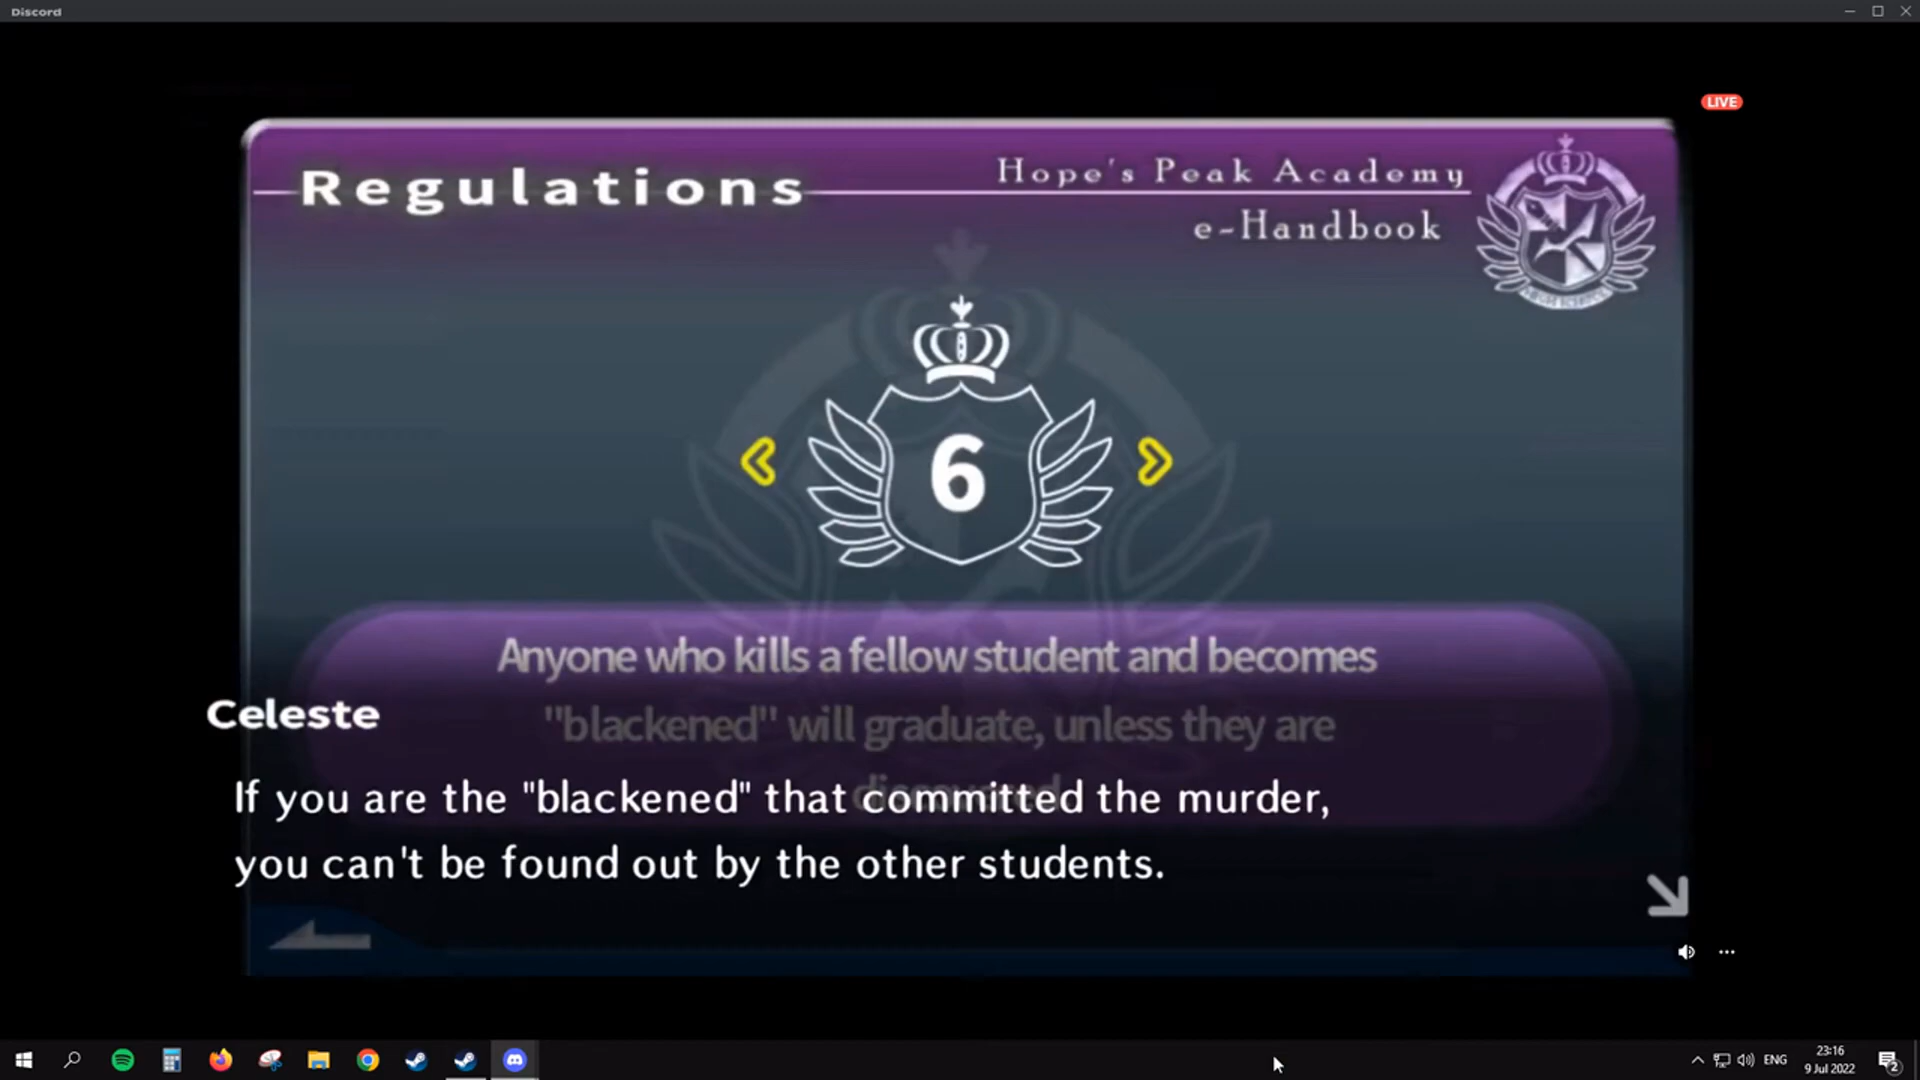 Discord
LIVE
Regulations
Hope's Peak Academy
e-Handbook
6
Anyone who kills a fellow student and becomes
"blackened" will graduate, unless they are
discovered.
Celeste
If you are the "blackened" that committed the murder,
you can't be found out by the other students.
ENG
23:16
9 Jul 2022
2